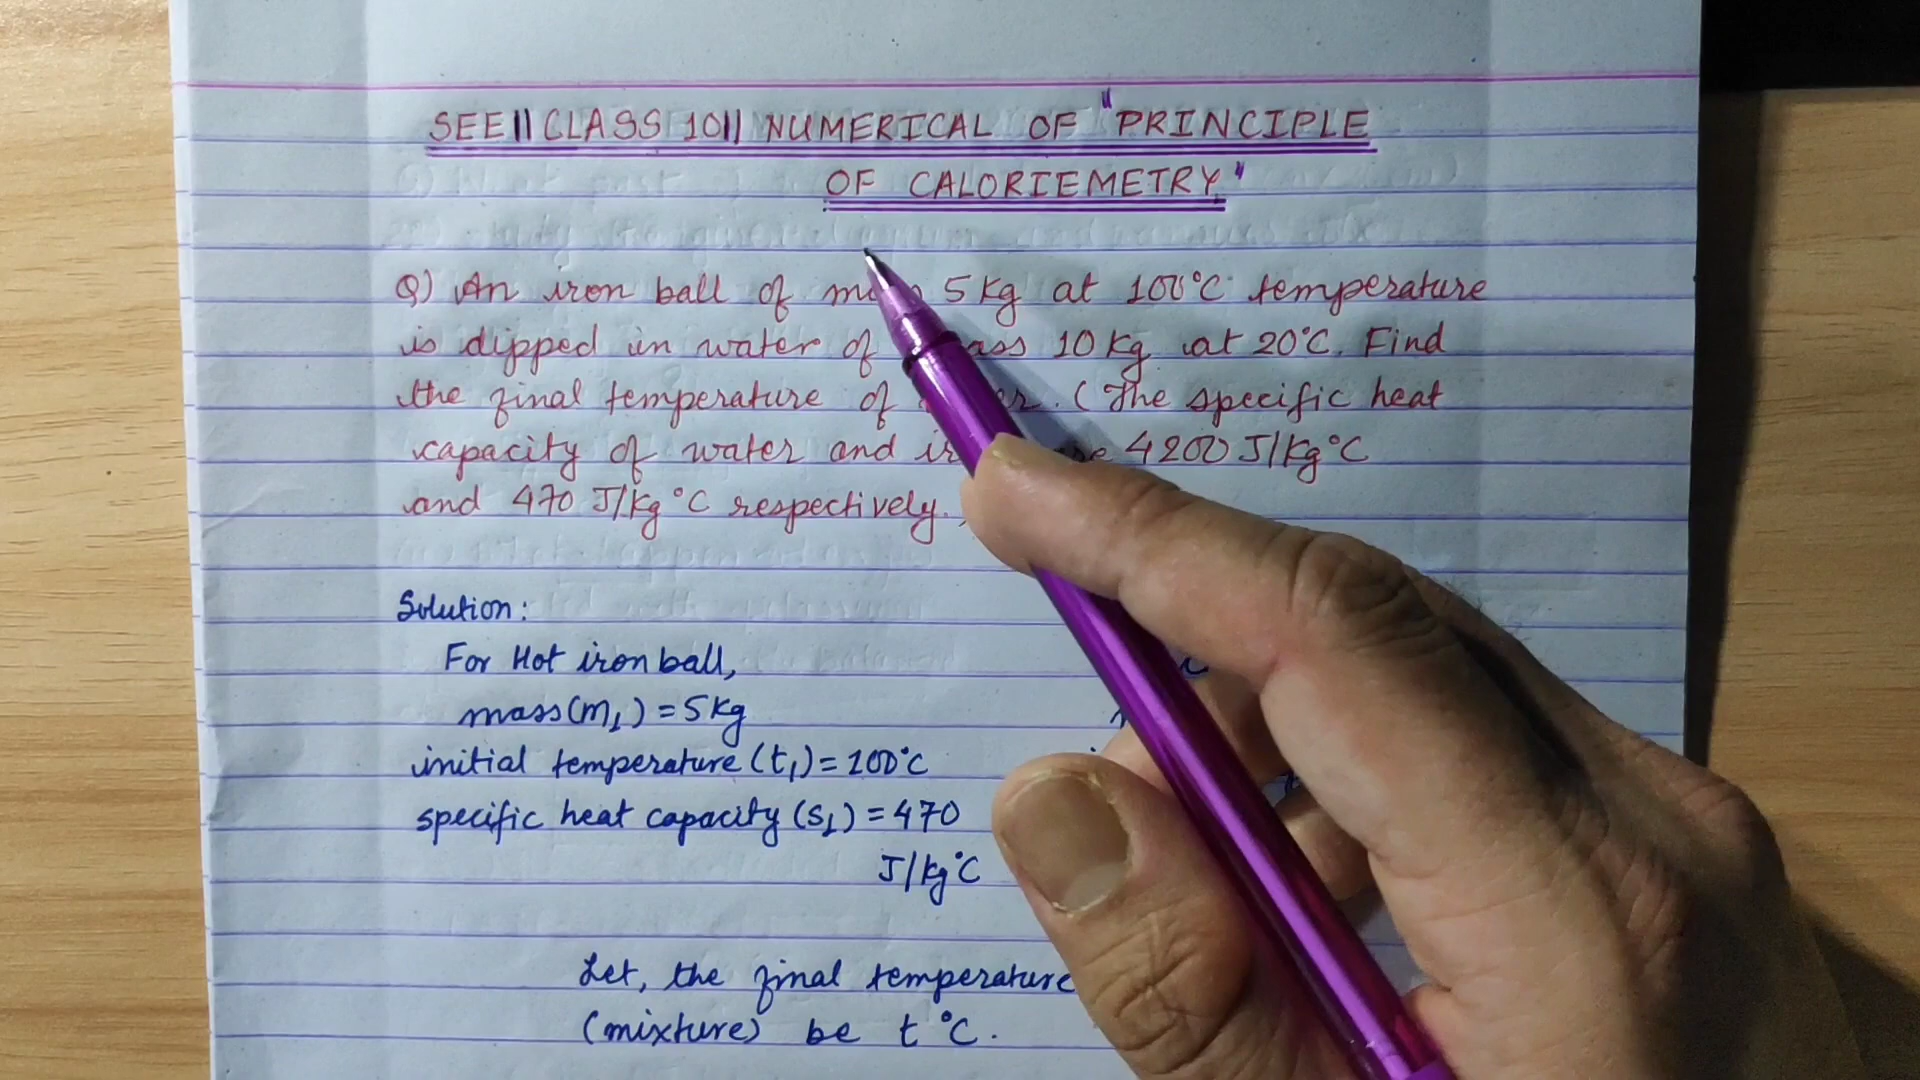 SEE||CLASS 10|| NUMERICAL OF "PRINCIPLE
OF CALORIEMETRY"
Q) An iron ball of 5 Kg at 100°C temperature
is dipped in water of 10 Kg at 20°C. Find
the final temperature of (The specific heat
capacity of water and 4200 J/Kg°C
and 470 J/Kg°C respectively.
Solution:
For Hot iron ball,
mass(m₁) = 5 Kg
initial temperature (t₁) = 100°C
specific heat capacity (S₁) = 470
J/kg°C
Let, the final temperature
(mixture) be t °C.